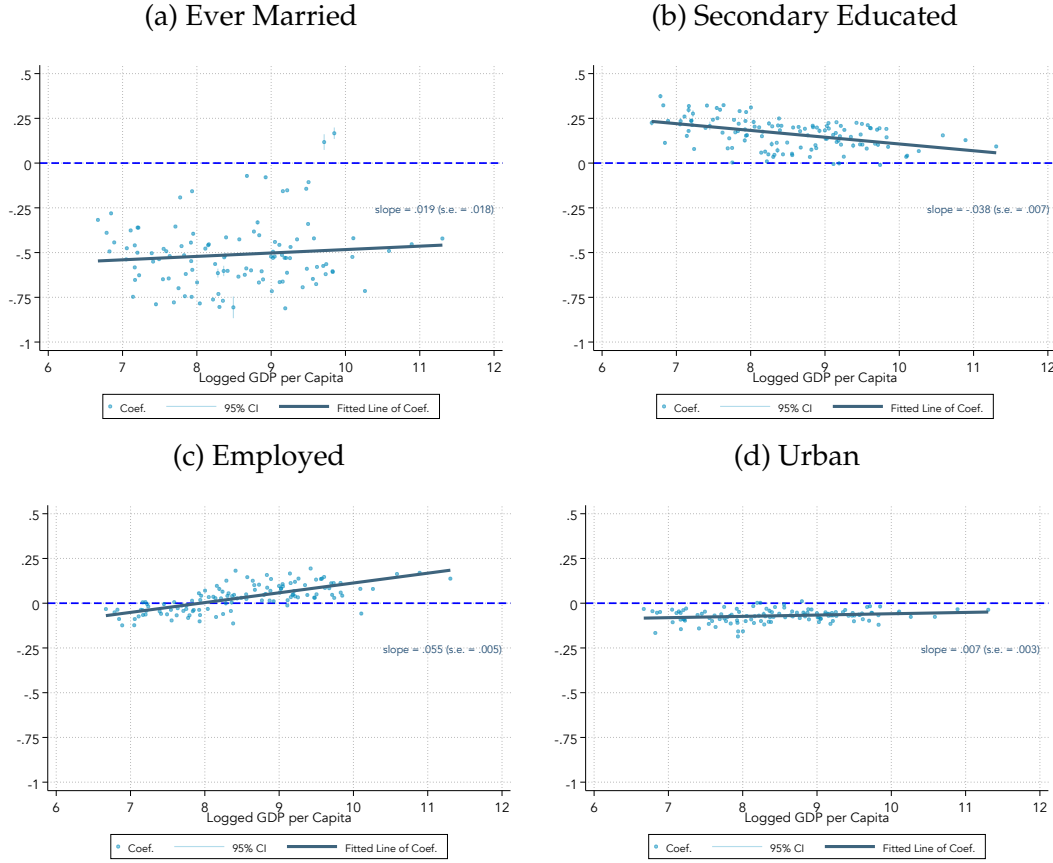 (a) Ever Married
.5
.25
0
-.25
-.5
-.75
-1
slope = .019 (s.e. = .018)
6 7 8 9 10 11 12
Logged GDP per Capita
Coef. 95% CI Fitted Line of Coef.
(b) Secondary Educated
.5
.25
0
-.25
-.5
-.75
-1
slope = -.038 (s.e. = .007)
6 7 8 9 10 11 12
Logged GDP per Capita
Coef. 95% CI Fitted Line of Coef.
(c) Employed
.5
.25
0
-.25
-.5
-.75
-1
slope = .055 (s.e. = .005)
6 7 8 9 10 11 12
Logged GDP per Capita
Coef. 95% CI Fitted Line of Coef.
(d) Urban
.5
.25
0
-.25
-.5
-.75
-1
slope = .007 (s.e. = .003)
6 7 8 9 10 11 12
Logged GDP per Capita
Coef. 95% CI Fitted Line of Coef.